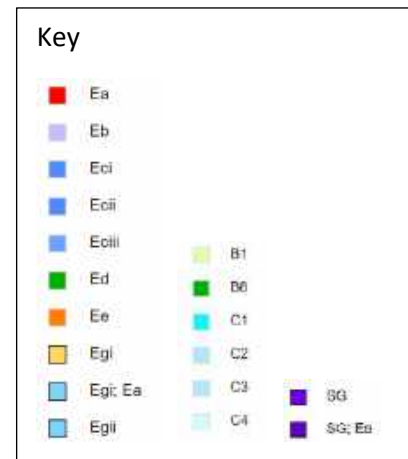 Key
Ea
Eb
Eci
Ecii
Eciii
Ed
Ee
Egi
Egi; Ea
Egii
B1
B8
C1
C2
C3
C4
SG
SG; Ea